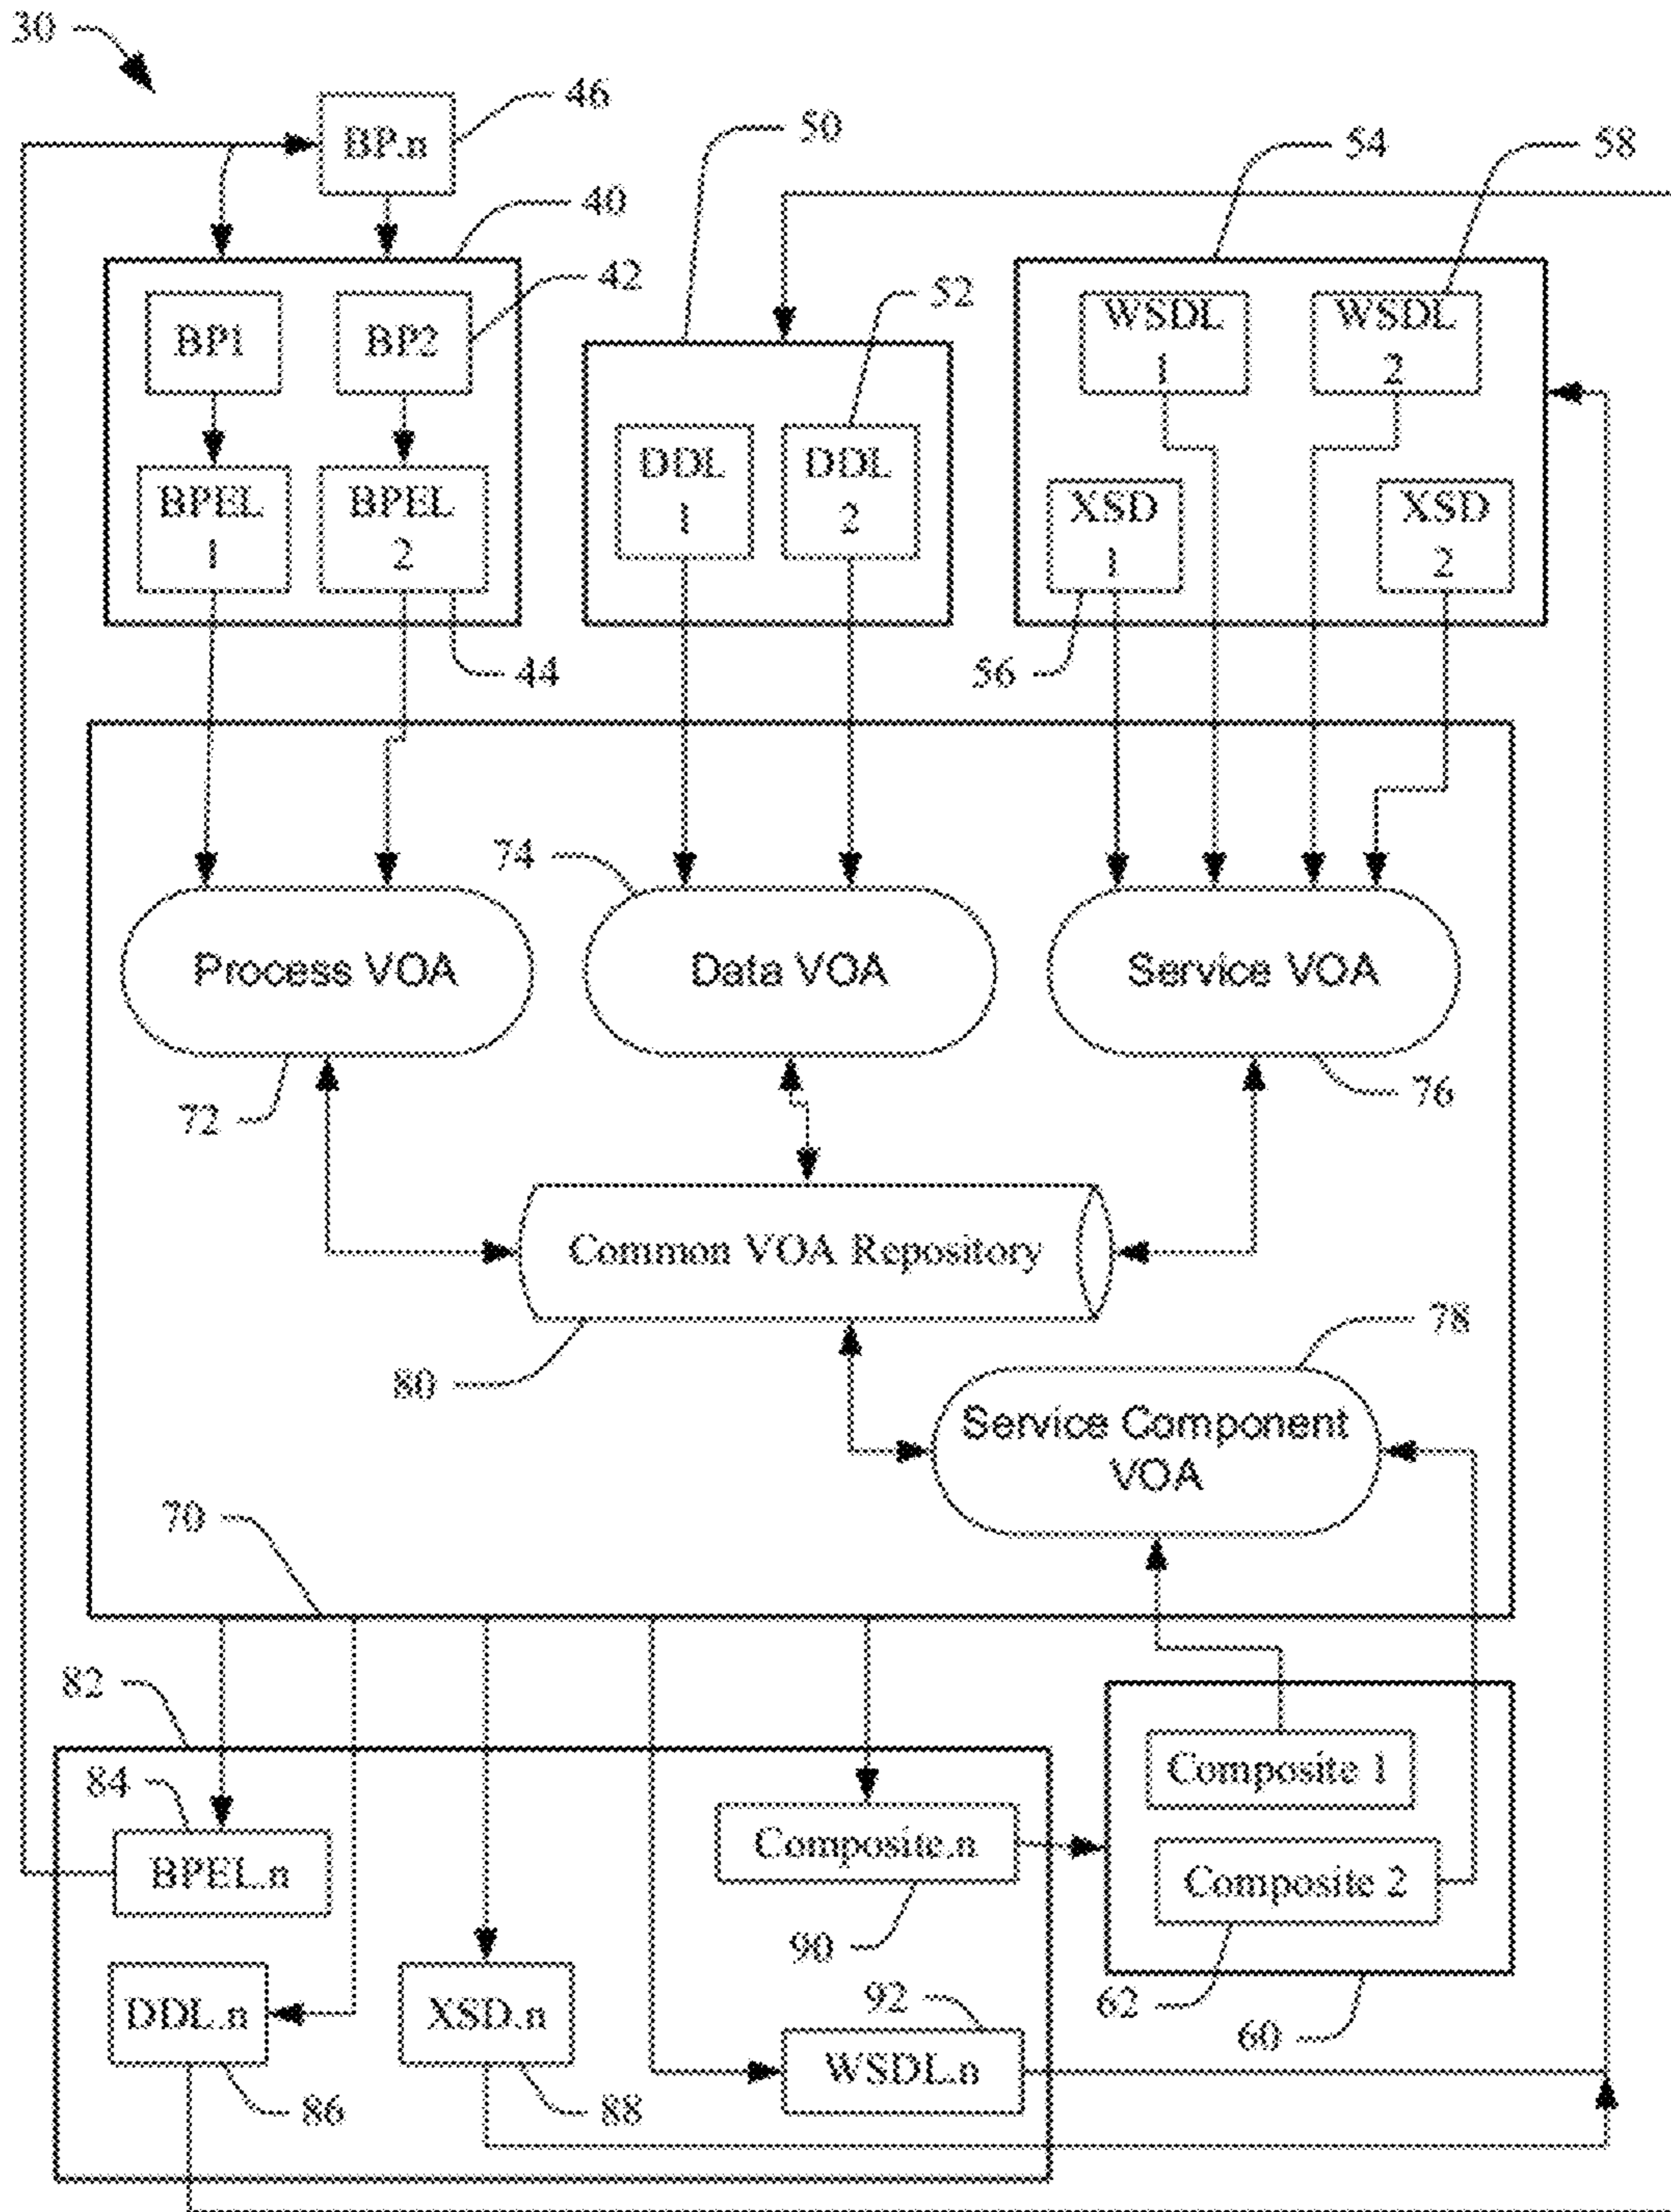 30
46
BP.n
50
54
58
40
42
52
BP1
BP2
WSDL
1
WSDL
2
DDL
1
DDL
2
BPEL
1
BPEL
2
XSD
1
XSD
2
44
56
74
Process VOA
Data VOA
Service VOA
72
76
Common VOA Repository
78
80
Service Component
VOA
70
82
84
Composite 1
BPEL.n
Composite.n
Composite 2
90
DDL.n
XSD.n
92
62
60
WSDL.n
86
88